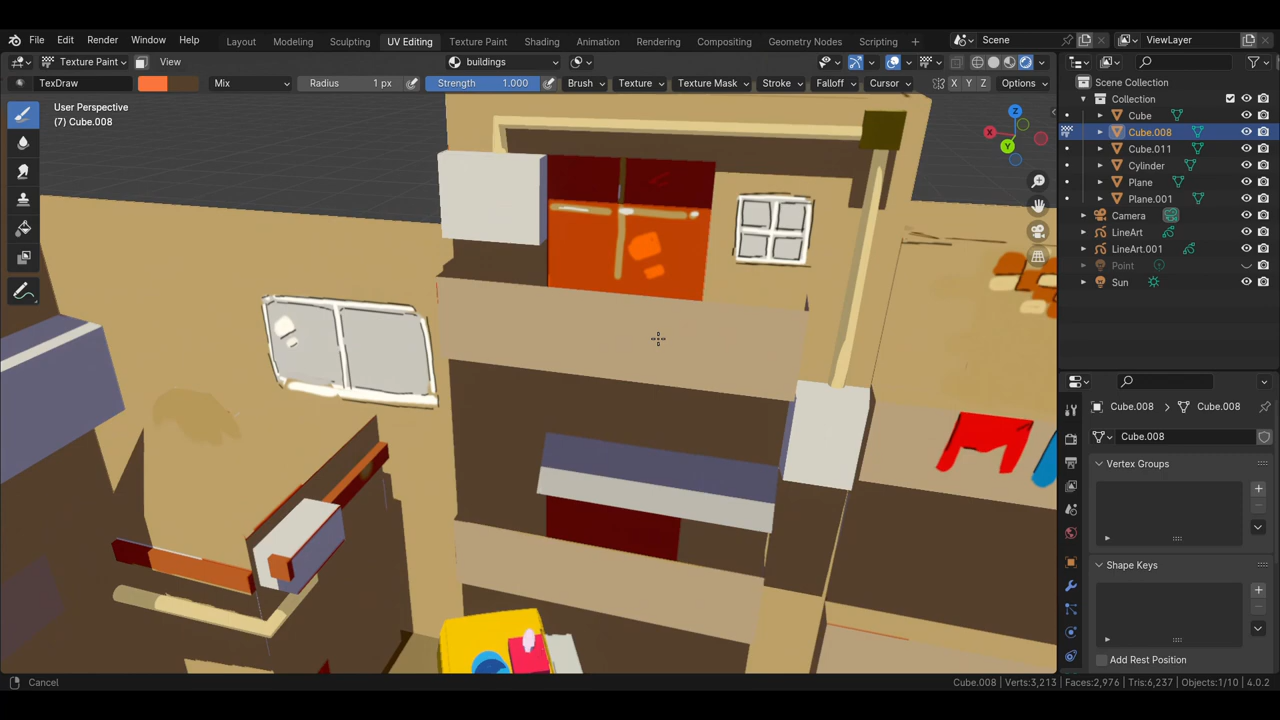 File Edit Render Window Help Layout Modeling Sculpting UV Editing Texture Paint Shading Animation Rendering Compositing Geometry Nodes Scripting + Scene ViewLayer
Texture Paint View buildings
TexDraw Mix Radius 1 px Strength 1.000 Brush Texture Texture Mask Stroke Falloff Cursor X Y Z Options
User Perspective
(7) Cube.008
X
Y
Z
Scene Collection
Collection
Cube
Cube.008
Cube.011
Cylinder
Plane
Plane.001
Camera
LineArt
LineArt.001
Point
Sun
Cube.008 Cube.008
Cube.008
Vertex Groups
Shape Keys
Add Rest Position
Cancel Cube.008 | Verts:3,213 | Faces:2,976 | Tris:6,237 | Objects:1/10 | 4.0.2